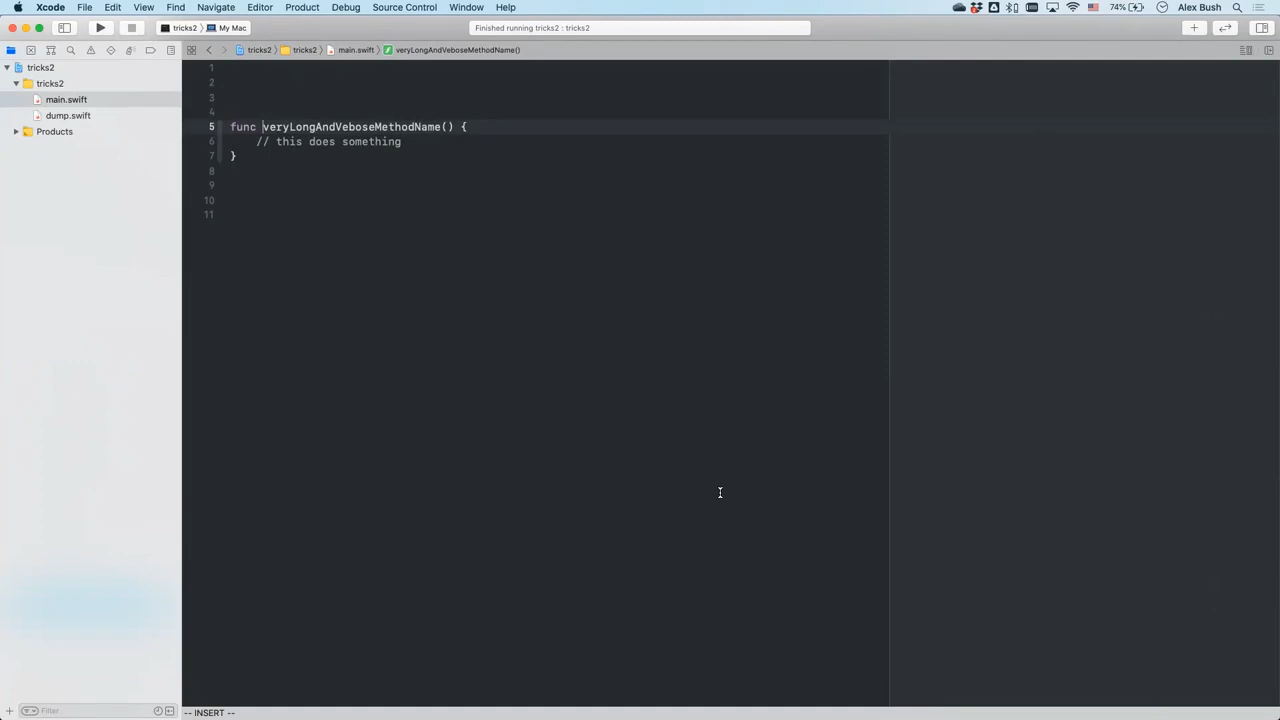 Xcode File Edit View Find Navigate Editor Product Debug Source Control Window Help 74% Alex Bush
tricks2 My Mac Finished running tricks2 : tricks2
tricks2 tricks2 main.swift veryLongAndVeboseMethodName()
tricks2
tricks2
main.swift
dump.swift
Products
1
2
3
4
5 func veryLongAndVeboseMethodName() {
6 // this does something
7 }
8
9
10
11
Filter
-- INSERT --